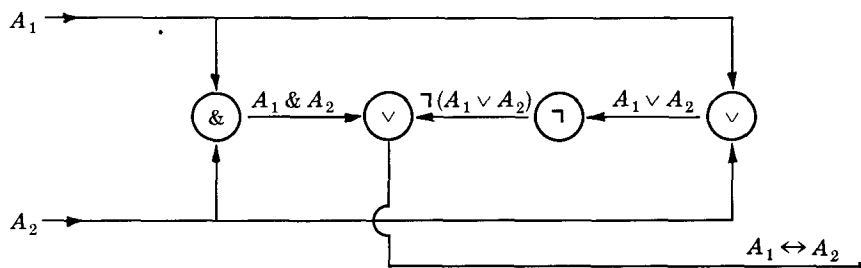 A₁
& A₁ & A₂ ∨ ¬(A₁ ∨ A₂) ¬ A₁ ∨ A₂ ∨
A₂
A₁ ↔ A₂